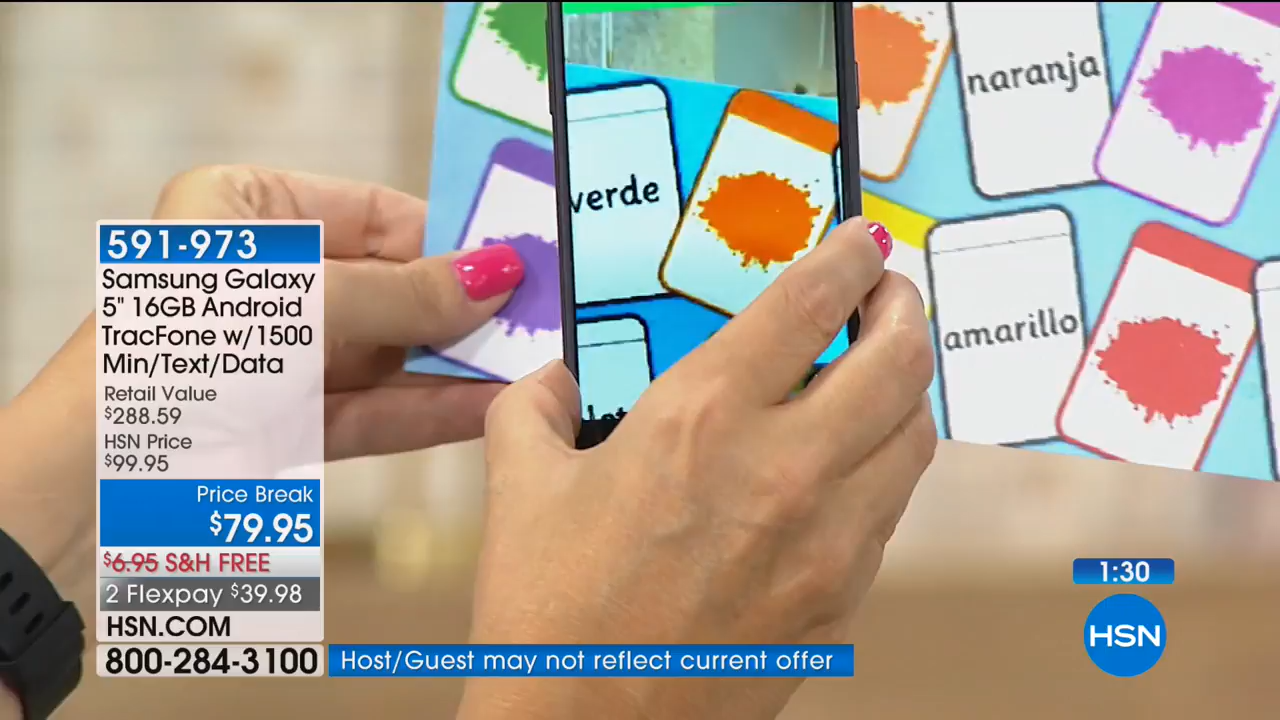 naranja
verde
amarillo
591-973
Samsung Galaxy
5" 16GB Android
TracFone w/1500
Min/Text/Data
Retail Value
$288.59
HSN Price
$99.95
Price Break
$79.95
$6.95 S&H FREE
2 Flexpay $39.98
HSN.COM
800-284-3100
Host/Guest may not reflect current offer
1:30
HSN